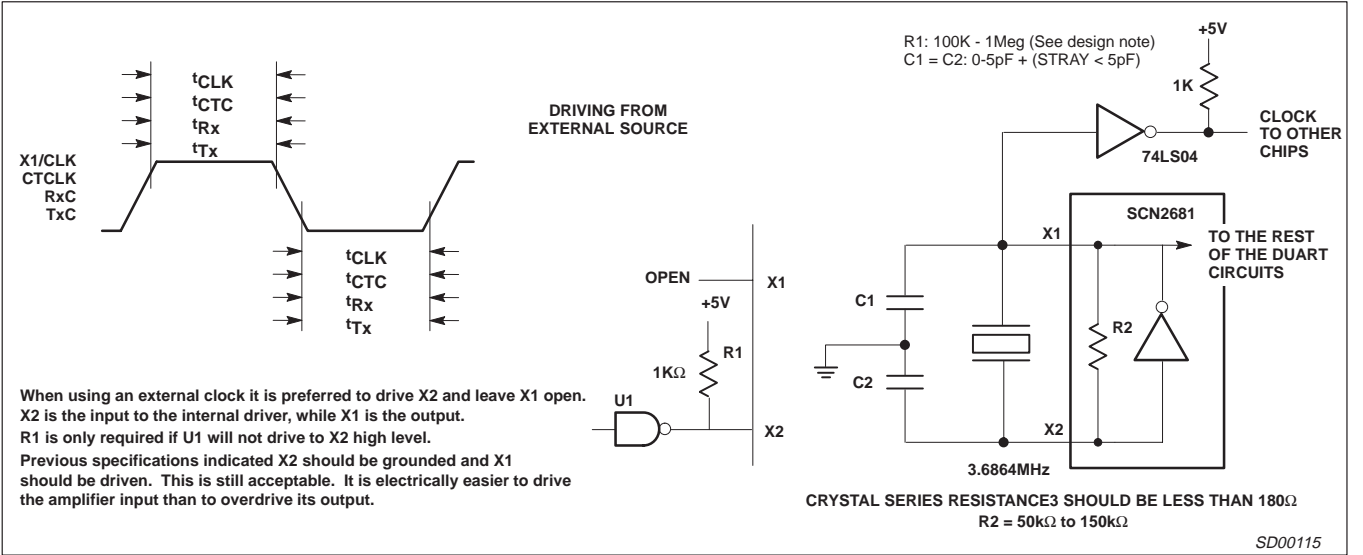 tCLK
tCTC
tRx
tTx
X1/CLK
CTCLK
RxC
TxC
tCLK
tCTC
tRx
tTx
When using an external clock it is preferred to drive X2 and leave X1 open.
X2 is the input to the internal driver, while X1 is the output.
R1 is only required if U1 will not drive to X2 high level.
Previous specifications indicated X2 should be grounded and X1
should be driven. This is still acceptable. It is electrically easier to drive
the amplifier input than to overdrive its output.
DRIVING FROM
EXTERNAL SOURCE
OPEN
X1
+5V
R1
1KΩ
U1
X2
R1: 100K - 1Meg (See design note)
C1 = C2: 0-5pF + (STRAY < 5pF)
+5V
1K
74LS04
CLOCK
TO OTHER
CHIPS
SCN2681
X1
TO THE REST
OF THE DUART
CIRCUITS
C1
R2
C2
X2
3.6864MHz
CRYSTAL SERIES RESISTANCE3 SHOULD BE LESS THAN 180Ω
R2 = 50kΩ to 150kΩ
SD00115